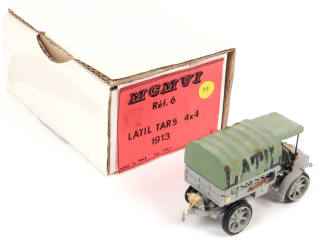 MGMVI
M
Réf. 6
LATIL TAR5 4x4
1913
LATIL